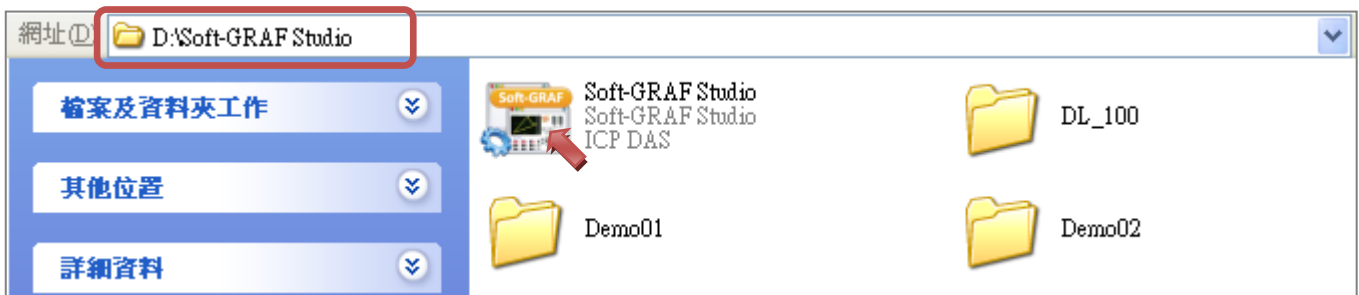 網址(D)
D:\Soft-GRAF Studio
檔案及資料夾工作
其他位置
詳細資料
Soft-GRAF
Soft-GRAF Studio
Soft-GRAF Studio
ICP DAS
DL_100
Demo01
Demo02